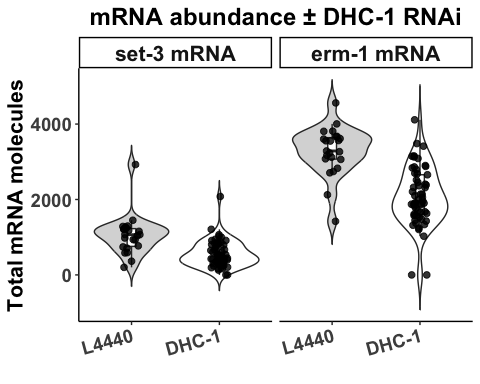 mRNA abundance ± DHC-1 RNAi
set-3 mRNA
erm-1 mRNA
Total mRNA molecules
4000
2000
0
L4440
DHC-1
L4440
DHC-1